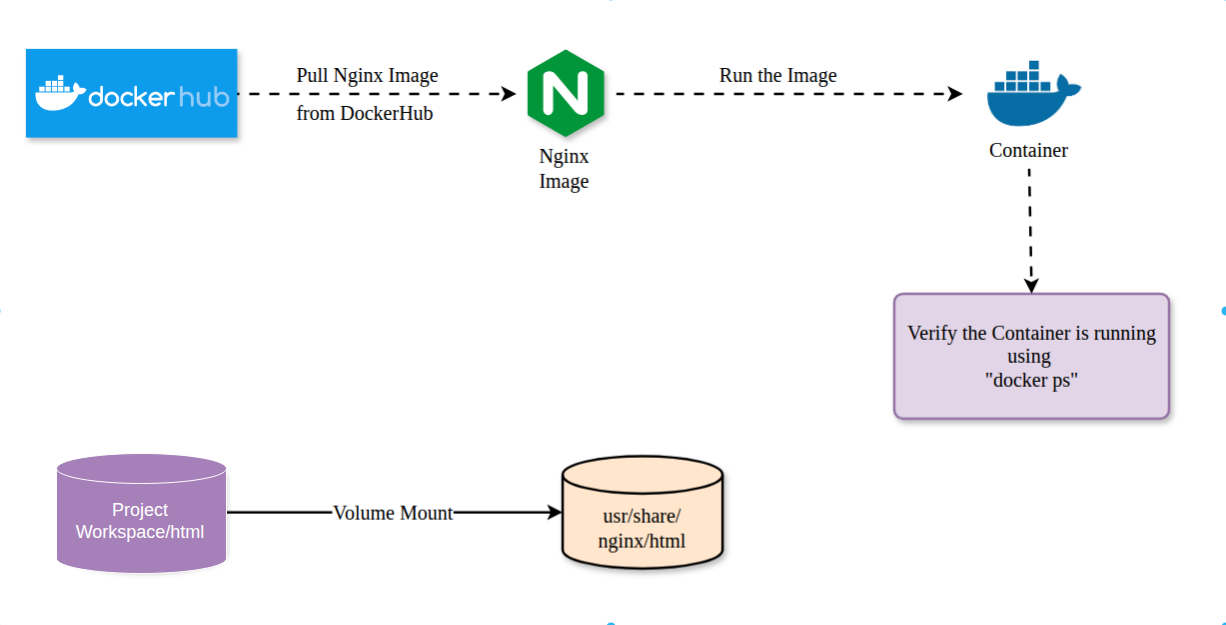 dockerhub
Pull Nginx Image
from DockerHub
N
Nginx
Image
Run the Image
Container
Verify the Container is running
using
"docker ps"
Project
Workspace/html
Volume Mount
usr/share/
nginx/html